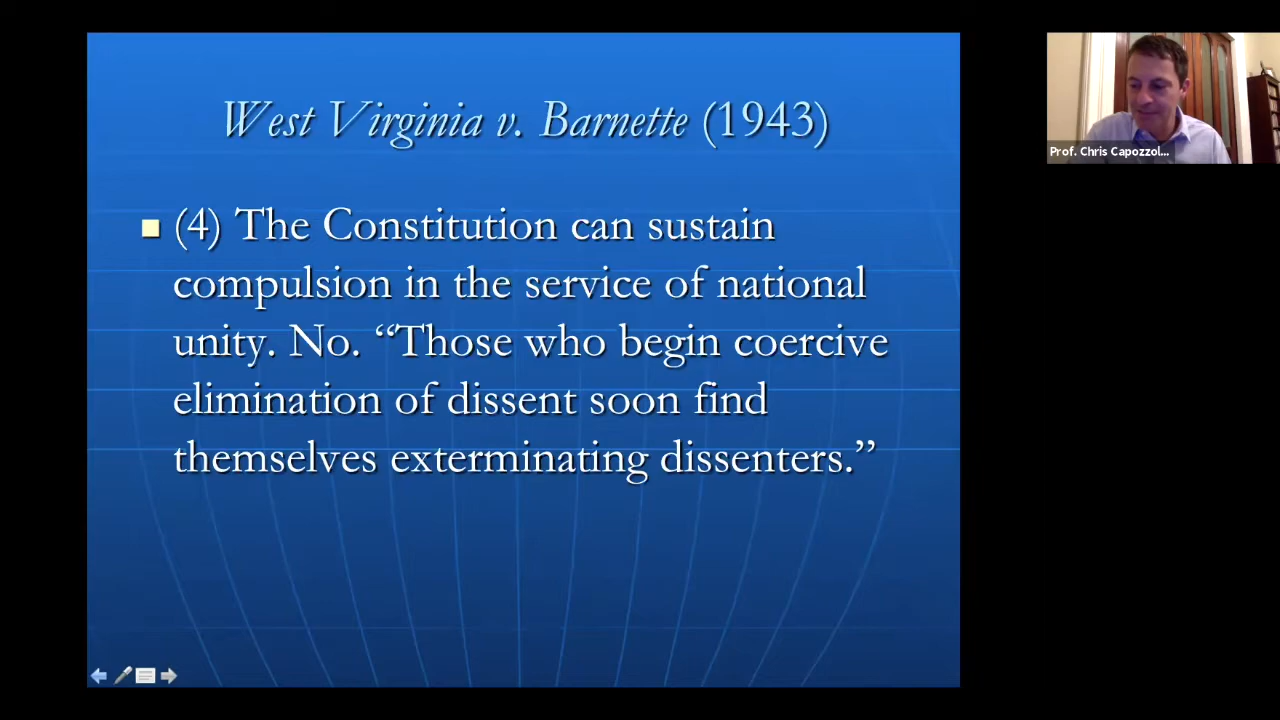 West Virginia v. Barnette (1943)
(4) The Constitution can sustain
compulsion in the service of national
unity. No. “Those who begin coercive
elimination of dissent soon find
themselves exterminating dissenters.”
Prof. Chris Capozzol...